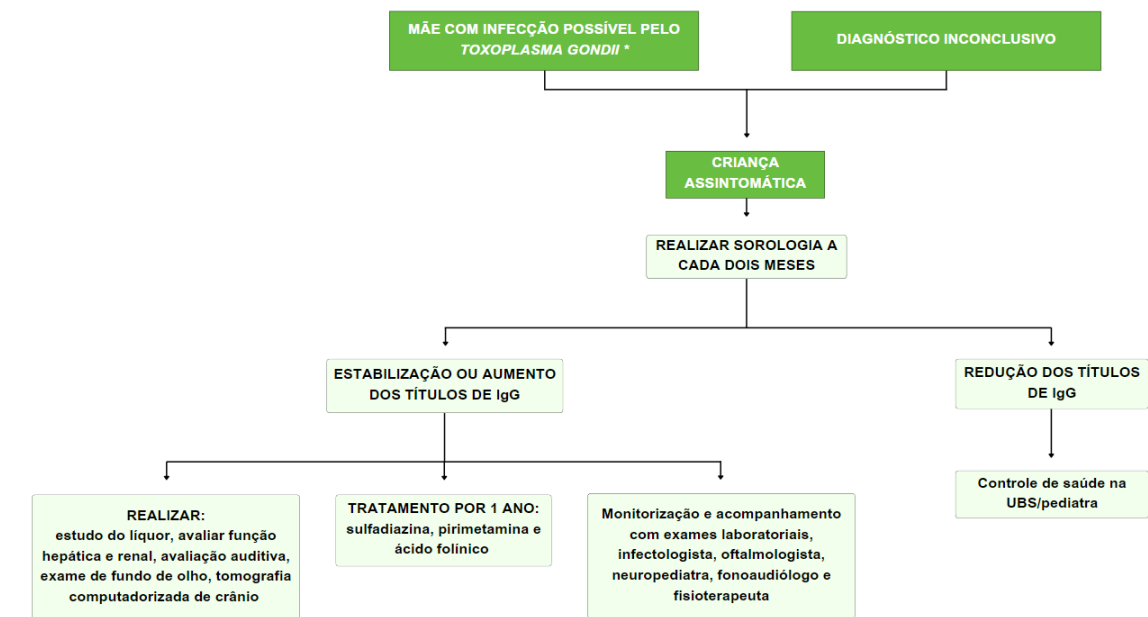 MÃE COM INFECÇÃO POSSÍVEL PELO
TOXOPLASMA GONDII *
DIAGNÓSTICO INCONCLUSIVO
CRIANÇA
ASSINTOMÁTICA
REALIZAR SOROLOGIA A
CADA DOIS MESES
ESTABILIZAÇÃO OU AUMENTO
DOS TÍTULOS DE IgG
REDUÇÃO DOS TÍTULOS
DE IgG
REALIZAR:
estudo do líquor, avaliar função
hepática e renal, avaliação auditiva,
exame de fundo de olho, tomografia
computadorizada de crânio
TRATAMENTO POR 1 ANO:
sulfadiazina, pirimetamina e
ácido folínico
Monitorização e acompanhamento
com exames laboratoriais,
infectologista, oftalmologista,
neuropediatra, fonoaudiólogo e
fisioterapeuta
Controle de saúde na
UBS/pediatra